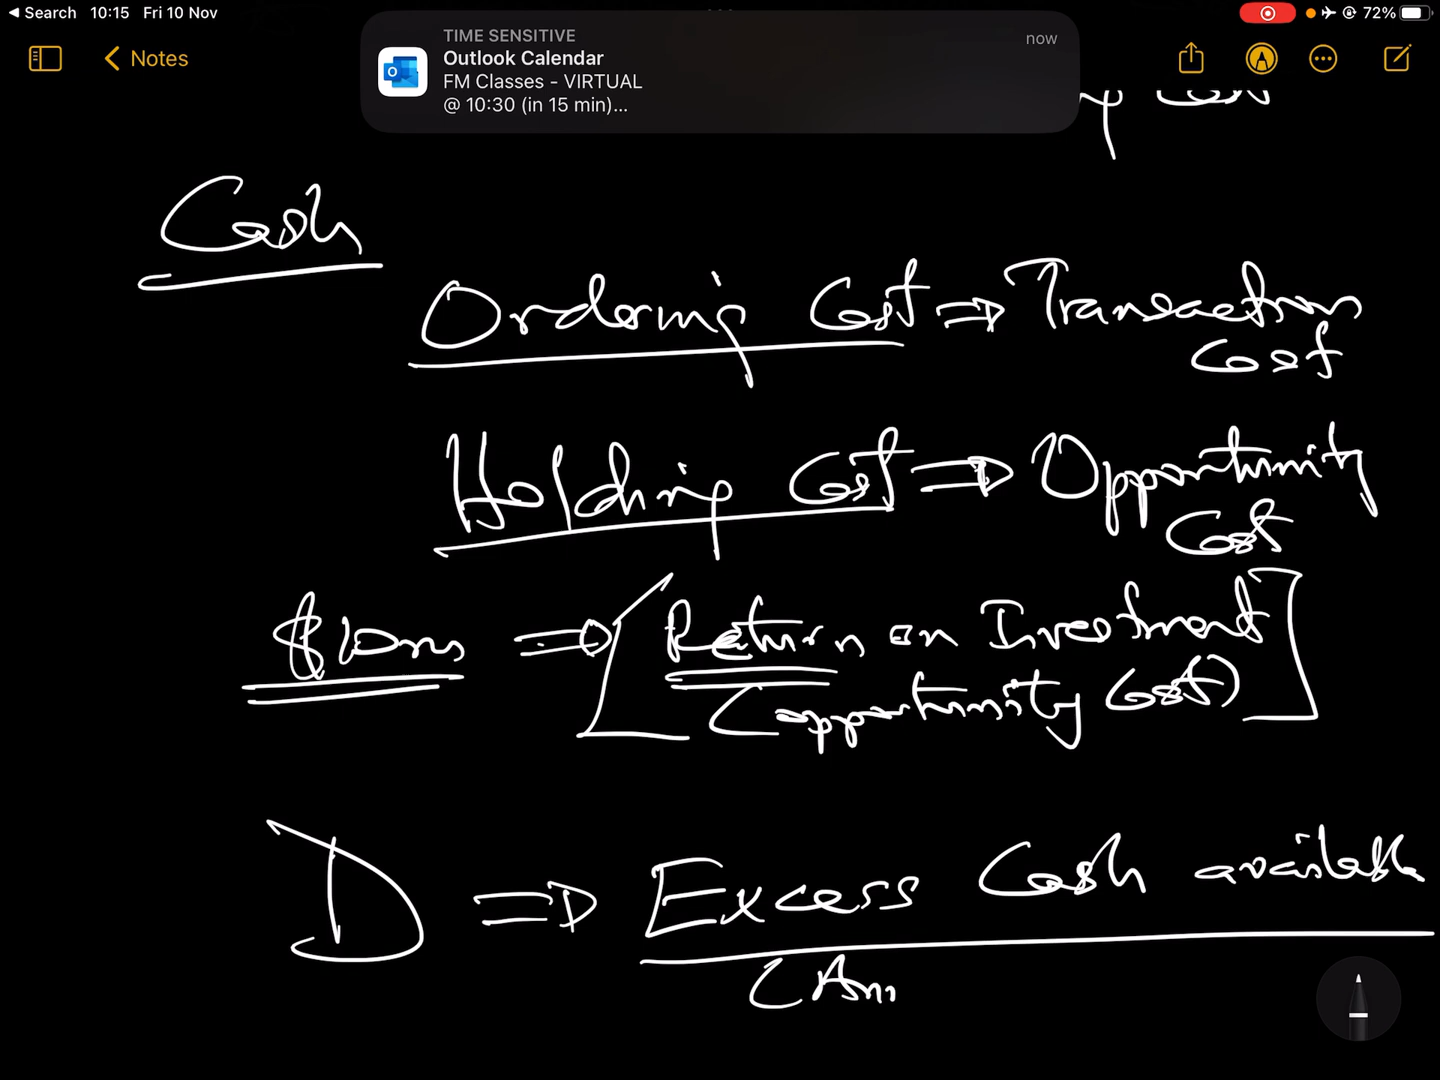 Search 10:15 Fri 10 Nov 72%
Notes
TIME SENSITIVE now
Outlook Calendar
FM Classes - VIRTUAL
@ 10:30 (in 15 min)...
Cash
Ordering Cost ⇒ Transaction
Cost
Holding Cost ⇒ Opportunity
Cost
$10m ⇒ [Return on Investment
(opportunity Cost)]
D ⇒ Excess Cash available
(Ann